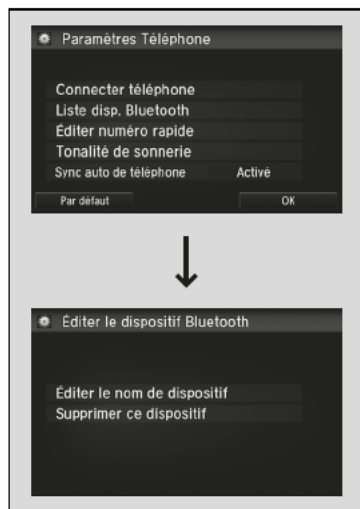 Paramètres Téléphone
Connecter téléphone
Liste disp. Bluetooth
Éditer numéro rapide
Tonalité de sonnerie
Sync auto de téléphone Activé
Par défaut OK
Éditer le dispositif Bluetooth
Éditer le nom de dispositif
Supprimer ce dispositif